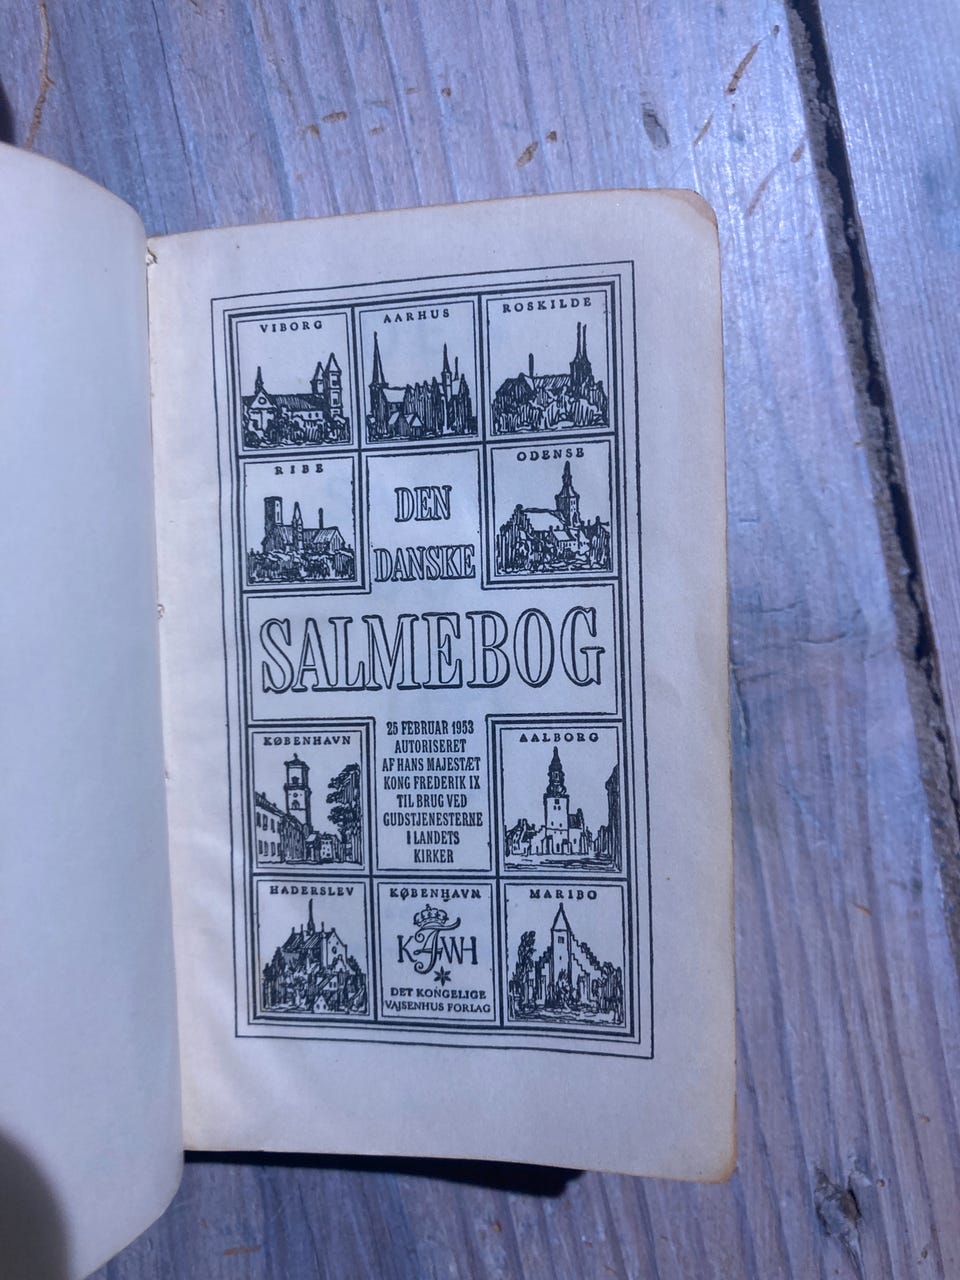 VIBORG
AARHUS
ROSKILDE
RIBE
ODENSE
DEN
DANSKE
SALMEBOG
KØBENHAVN
25 FEBRUAR 1953
AUTORISERET
AF HANS MAJESTÆT
KONG FREDERIK IX
TIL BRUG VED
GUDSTJENESTERNE
I LANDETS
KIRKER
AALBORG
HADERSLEV
KØBENHAVN
K FWH
DET KONGELIGE
VAJSENHUS FORLAG
MARIBO